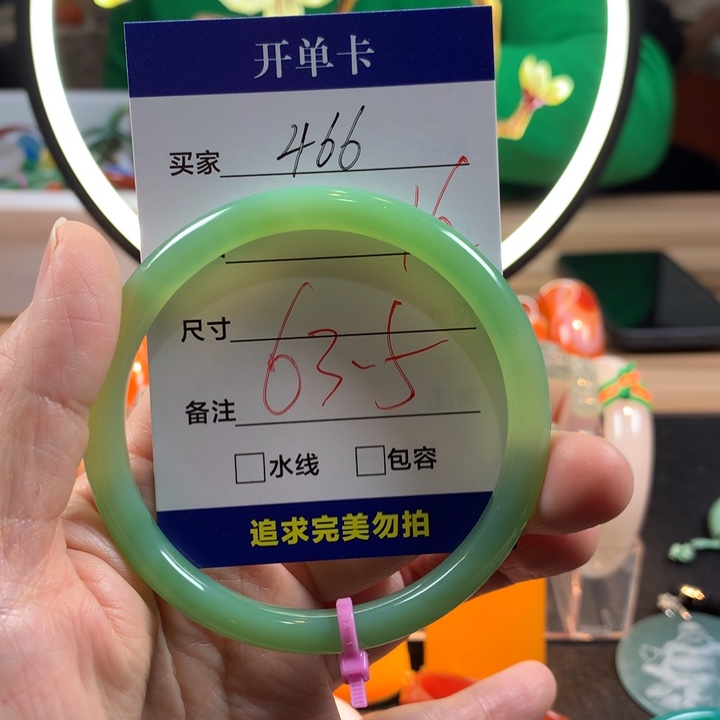 开单卡
买家 466
尺寸 63-5
备注
水线 包容
追求完美勿拍